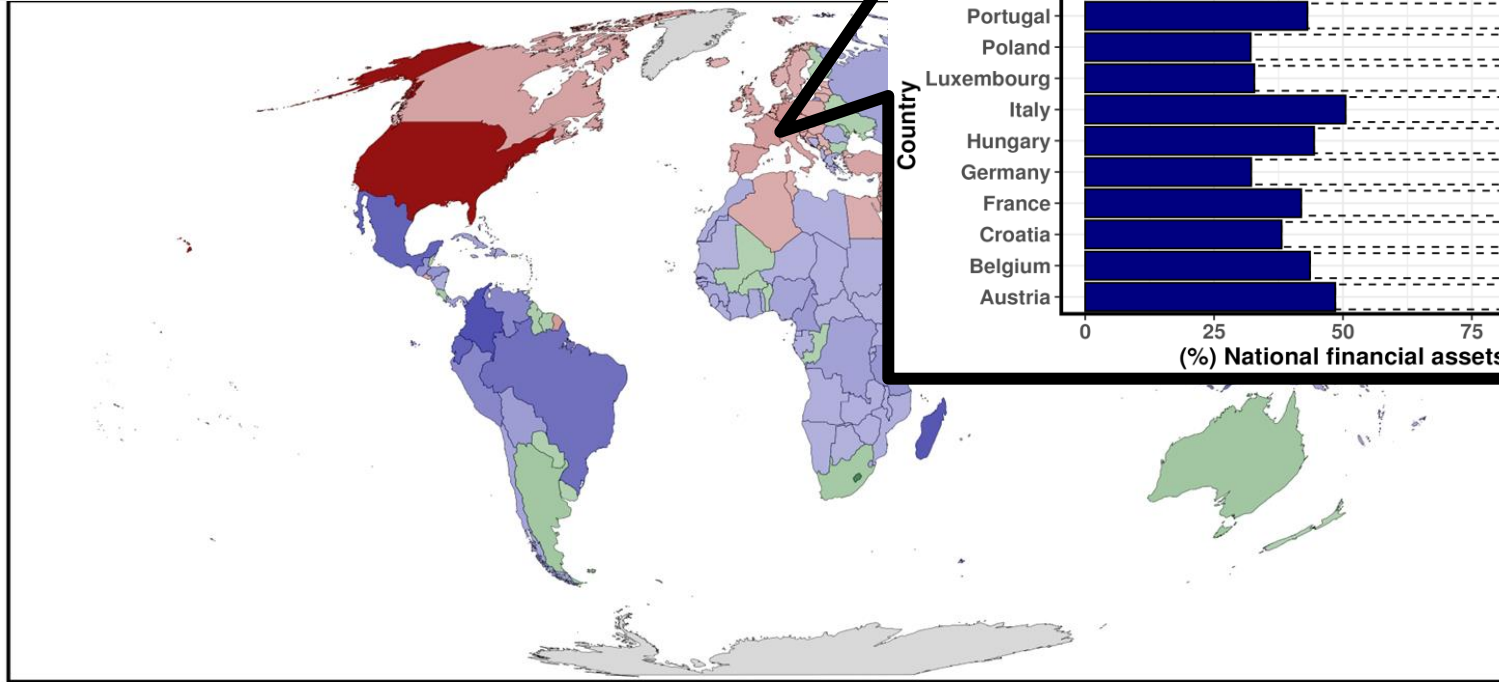 Portugal
Poland
Luxembourg
Italy
Hungary
Germany
France
Croatia
Belgium
Austria
Country
0 25 50 75
(%) National financial assets